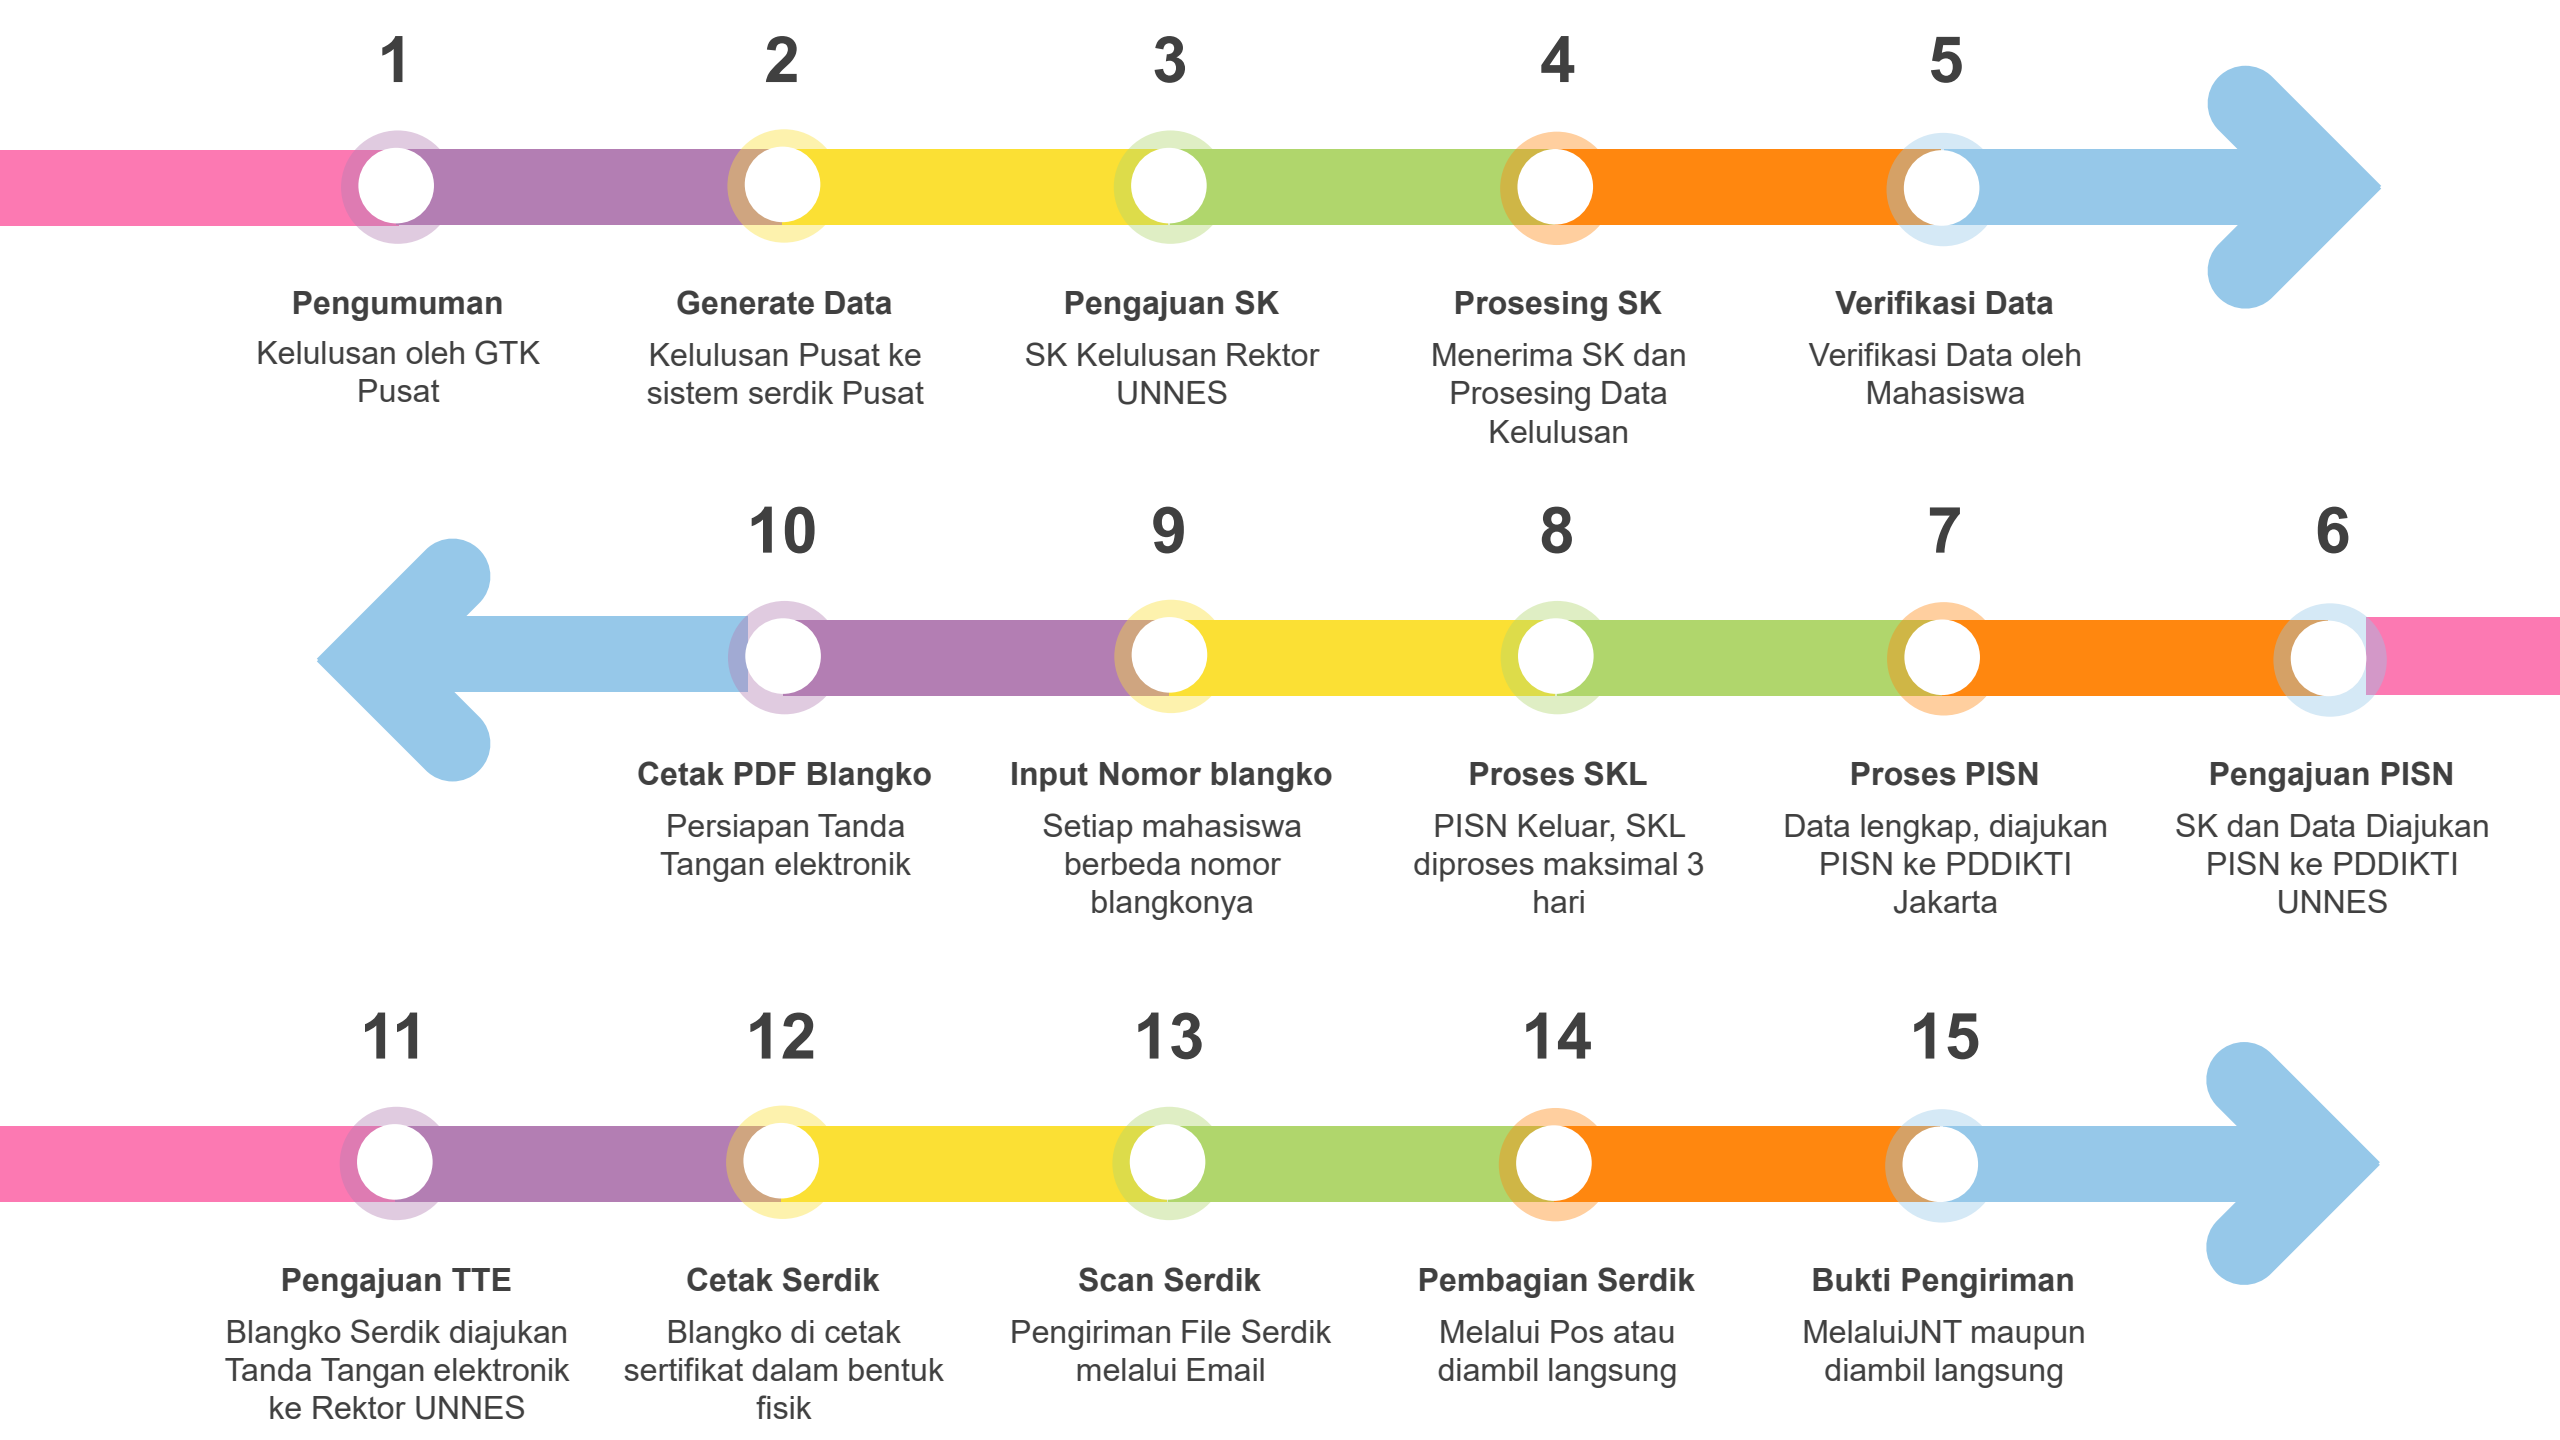 1
2
3
4
5
Pengumuman
Generate Data
Pengajuan SK
Prosesing SK
Verifikasi Data
Kelulusan oleh GTK
Pusat
Kelulusan Pusat ke
sistem serdik Pusat
SK Kelulusan Rektor
UNNES
Menerima SK dan
Prosesing Data
Kelulusan
Verifikasi Data oleh
Mahasiswa
10
9
8
7
6
Cetak PDF Blangko
Input Nomor blangko
Proses SKL
Proses PISN
Pengajuan PISN
Persiapan Tanda
Tangan elektronik
Setiap mahasiswa
berbeda nomor
blangkonya
PISN Keluar, SKL
diproses maksimal 3
hari
Data lengkap, diajukan
PISN ke PDDIKTI
Jakarta
SK dan Data Diajukan
PISN ke PDDIKTI
UNNES
11
12
13
14
15
Pengajuan TTE
Cetak Serdik
Scan Serdik
Pembagian Serdik
Bukti Pengiriman
Blangko Serdik diajukan
Tanda Tangan elektronik
ke Rektor UNNES
Blangko di cetak
sertifikat dalam bentuk
fisik
Pengiriman File Serdik
melalui Email
Melalui Pos atau
diambil langsung
MelaluiJNT maupun
diambil langsung